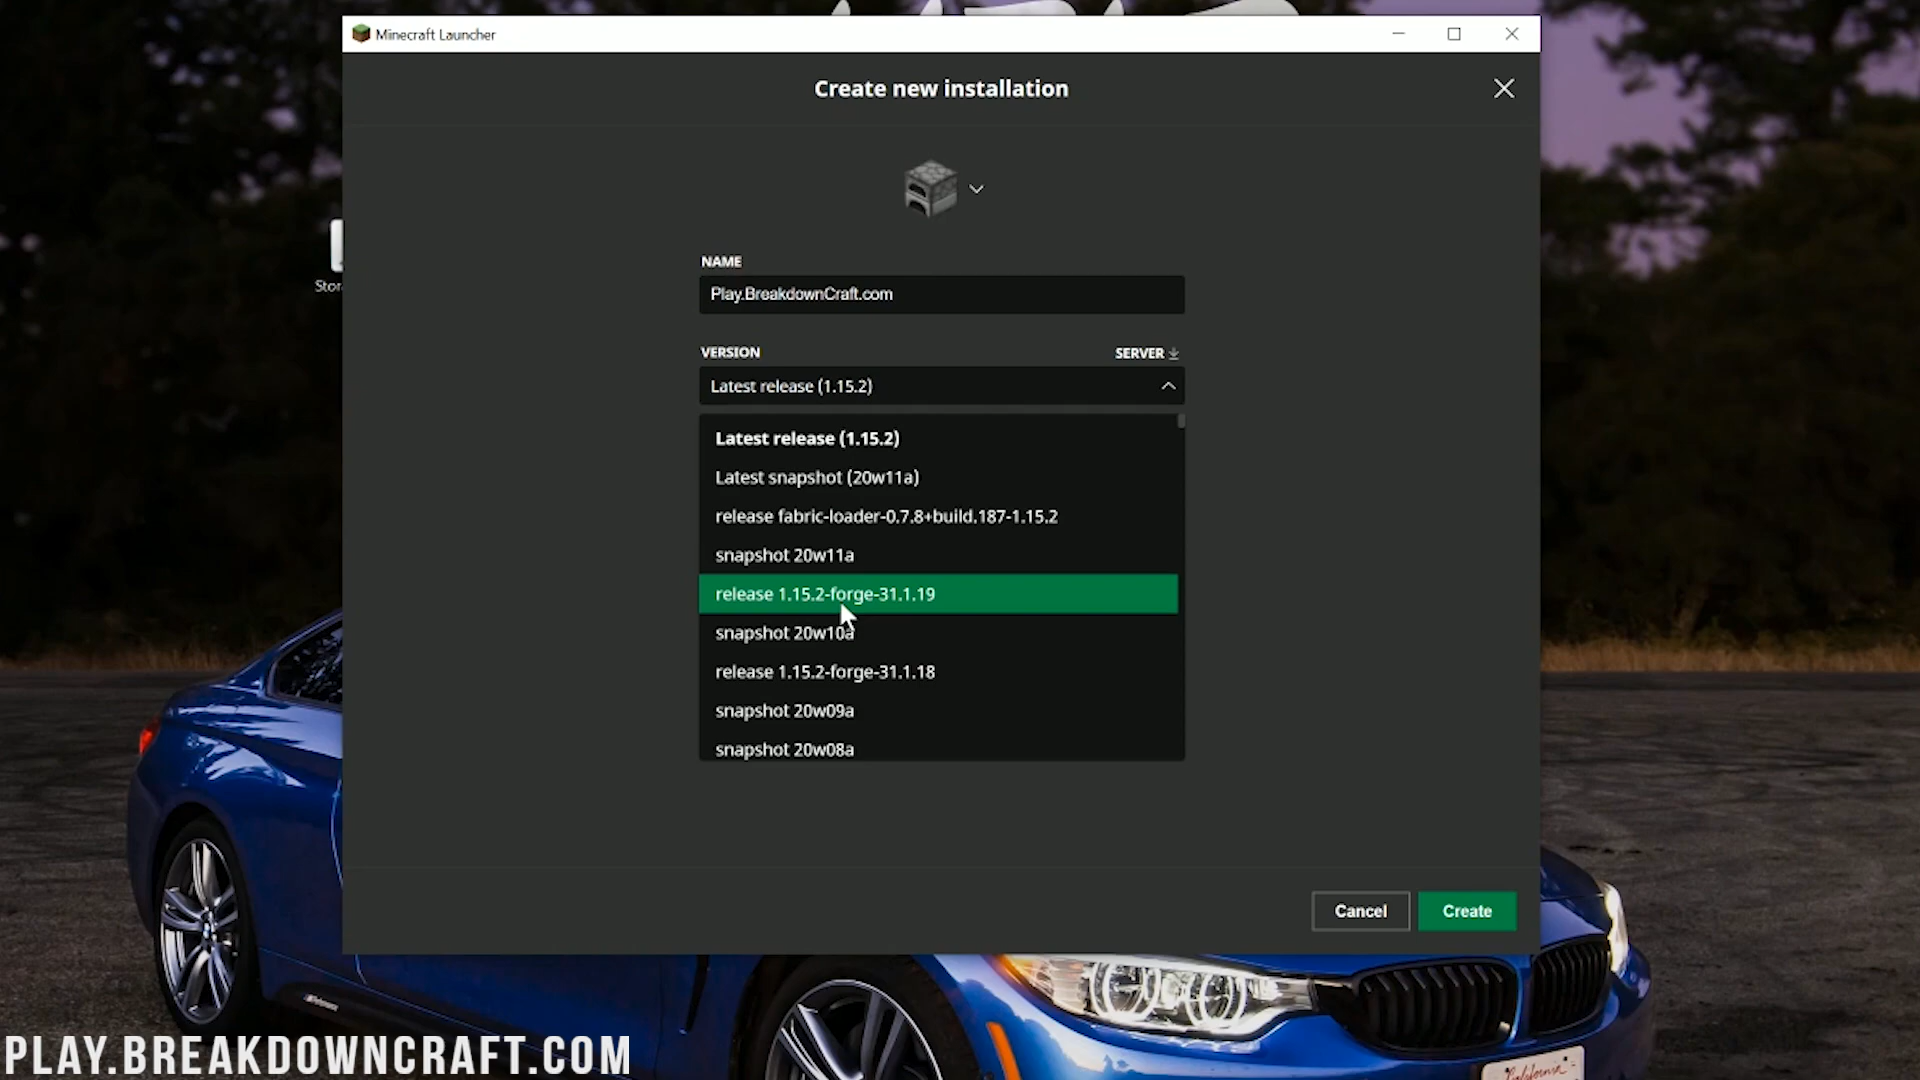 Minecraft Launcher
Create new installation
Stor
NAME
Play.BreakdownCraft.com
VERSION
SERVER
Latest release (1.15.2)
Latest release (1.15.2)
Latest snapshot (20w11a)
release fabric-loader-0.7.8+build.187-1.15.2
snapshot 20w11a
release 1.15.2-forge-31.1.19
snapshot 20w10a
release 1.15.2-forge-31.1.18
snapshot 20w09a
snapshot 20w08a
Cancel
Create
PLAY.BREAKDOWNCRAFT.COM
California